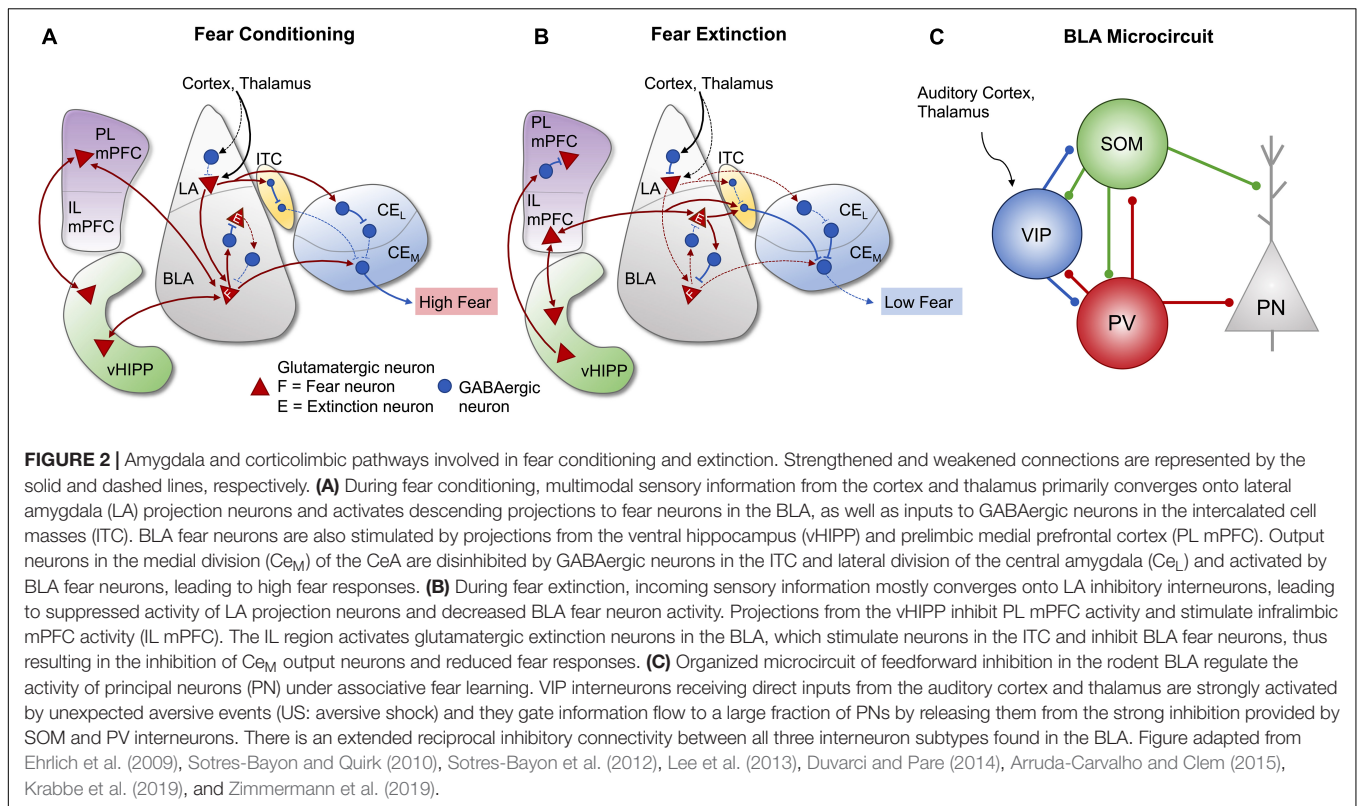 A
Fear Conditioning
Cortex, Thalamus
PL
mPFC
IL
mPFC
vHIPP
LA
ITC
E
BLA
F
CEL
CEM
High Fear
Glutamatergic neuron
F = Fear neuron
E = Extinction neuron
GABAergic
neuron
B
Fear Extinction
Cortex, Thalamus
PL
mPFC
IL
mPFC
vHIPP
LA
ITC
E
BLA
F
CEL
CEM
Low Fear
C
BLA Microcircuit
Auditory Cortex,
Thalamus
SOM
VIP
PV
PN
FIGURE 2 | Amygdala and corticolimbic pathways involved in fear conditioning and extinction. Strengthened and weakened connections are represented by the
solid and dashed lines, respectively. (A) During fear conditioning, multimodal sensory information from the cortex and thalamus primarily converges onto lateral
amygdala (LA) projection neurons and activates descending projections to fear neurons in the BLA, as well as inputs to GABAergic neurons in the intercalated cell
masses (ITC). BLA fear neurons are also stimulated by projections from the ventral hippocampus (vHIPP) and prelimbic medial prefrontal cortex (PL mPFC). Output
neurons in the medial division (CeM) of the CeA are disinhibited by GABAergic neurons in the ITC and lateral division of the central amygdala (CeL) and activated by
BLA fear neurons, leading to high fear responses. (B) During fear extinction, incoming sensory information mostly converges onto LA inhibitory interneurons, leading
to suppressed activity of LA projection neurons and decreased BLA fear neuron activity. Projections from the vHIPP inhibit PL mPFC activity and stimulate infralimbic
mPFC activity (IL mPFC). The IL region activates glutamatergic extinction neurons in the BLA, which stimulate neurons in the ITC and inhibit BLA fear neurons, thus
resulting in the inhibition of CeM output neurons and reduced fear responses. (C) Organized microcircuit of feedforward inhibition in the rodent BLA regulate the
activity of principal neurons (PN) under associative fear learning. VIP interneurons receiving direct inputs from the auditory cortex and thalamus are strongly activated
by unexpected aversive events (US: aversive shock) and they gate information flow to a large fraction of PNs by releasing them from the strong inhibition provided by
SOM and PV interneurons. There is an extended reciprocal inhibitory connectivity between all three interneuron subtypes found in the BLA. Figure adapted from
Ehrlich et al. (2009), Sotres-Bayon and Quirk (2010), Sotres-Bayon et al. (2012), Lee et al. (2013), Duvarci and Pare (2014), Arruda-Carvalho and Clem (2015),
Krabbe et al. (2019), and Zimmermann et al. (2019).